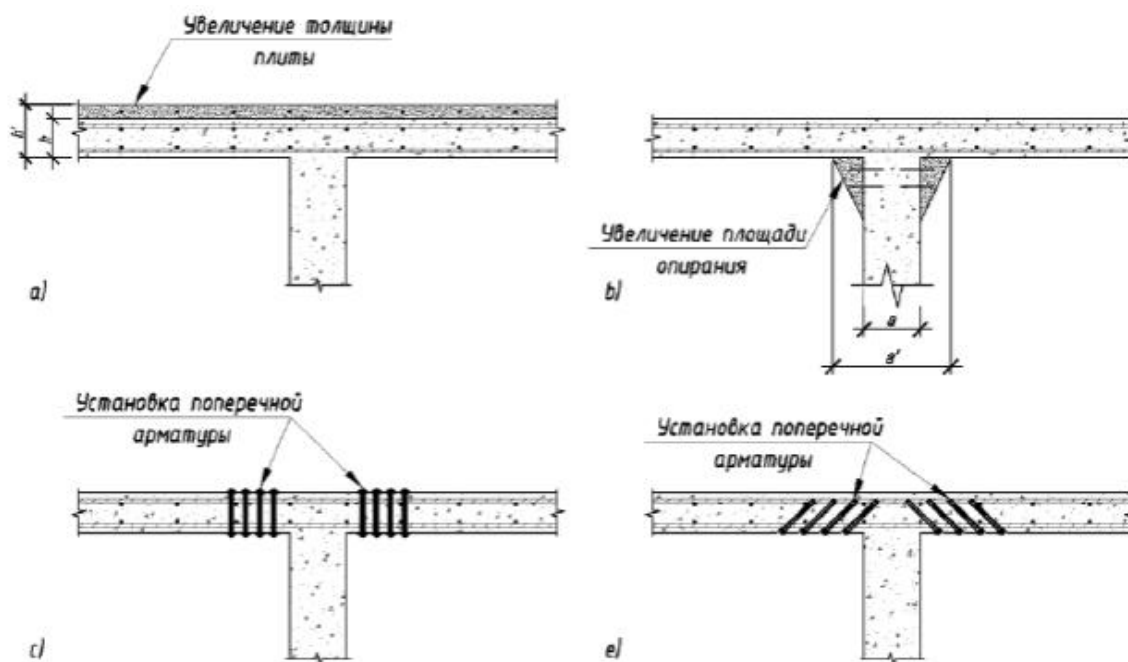 Увеличение толщины
плиты
h'
h
a)
Увеличение площади
опирания
b)
a
a'
Установка поперечной
арматуры
c)
Установка поперечной
арматуры
e)